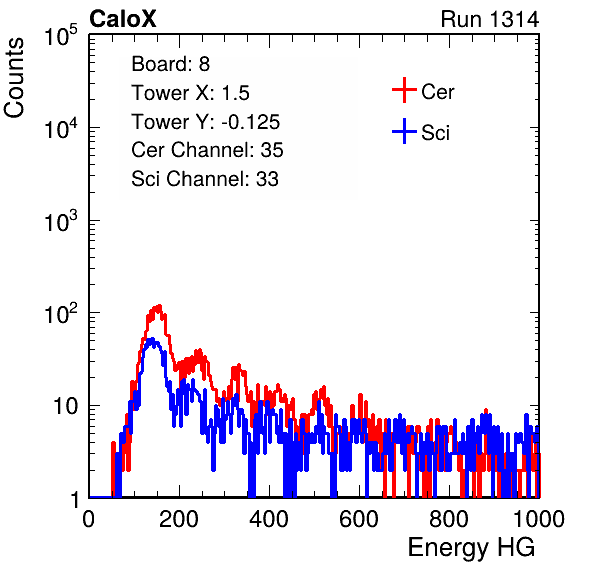 CaloX Run 1314
Counts
10^5
10^4
10^3
10^2
10
1
Board: 8
Tower X: 1.5
Tower Y: -0.125
Cer Channel: 35
Sci Channel: 33
Cer
Sci
0 200 400 600 800 1000
Energy HG